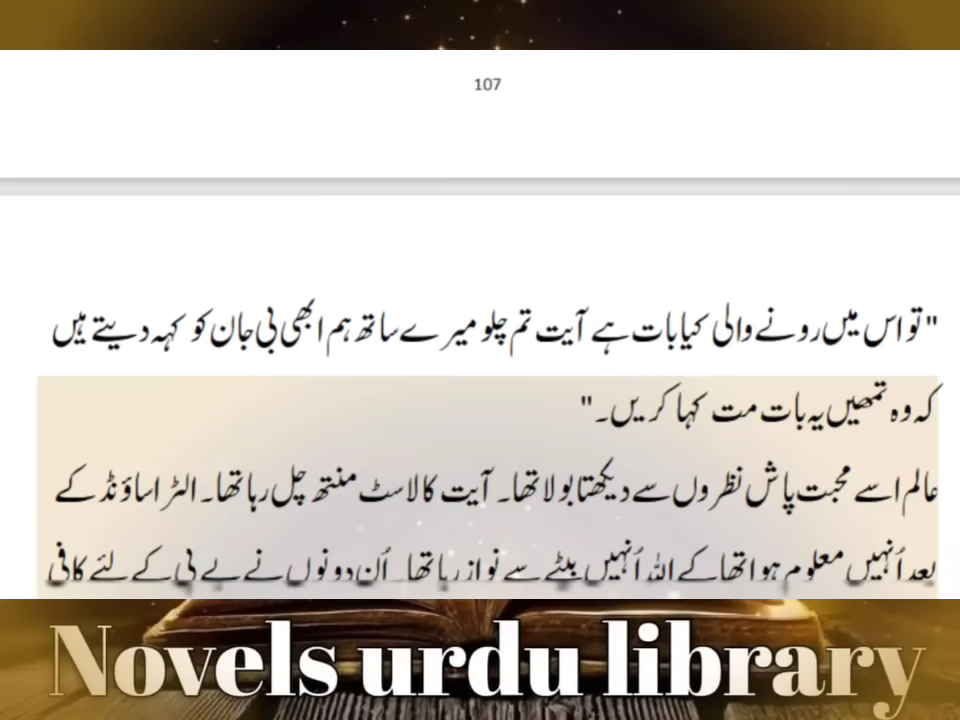 107
"تو اس میں رونے والی کیا بات ہے آیت تم چلو میرے ساتھ ہم ابھی بی جان کو کہہ دیتے ہیں
کہ وہ تمھیں یہ بات مت کہا کریں۔"
عالم اسے محبت پاش نظروں سے دیکھتا بولا تھا۔ آیت کا لاسٹ منتھ چل رہا تھا۔ الٹراساؤنڈ کے
بعد اُنہیں معلوم ہوا تھا کے اللہ اُنہیں بیٹے سے نواز رہا تھا۔ اُن دونوں نے بے بی کے لئے کافی
Novels urdu library